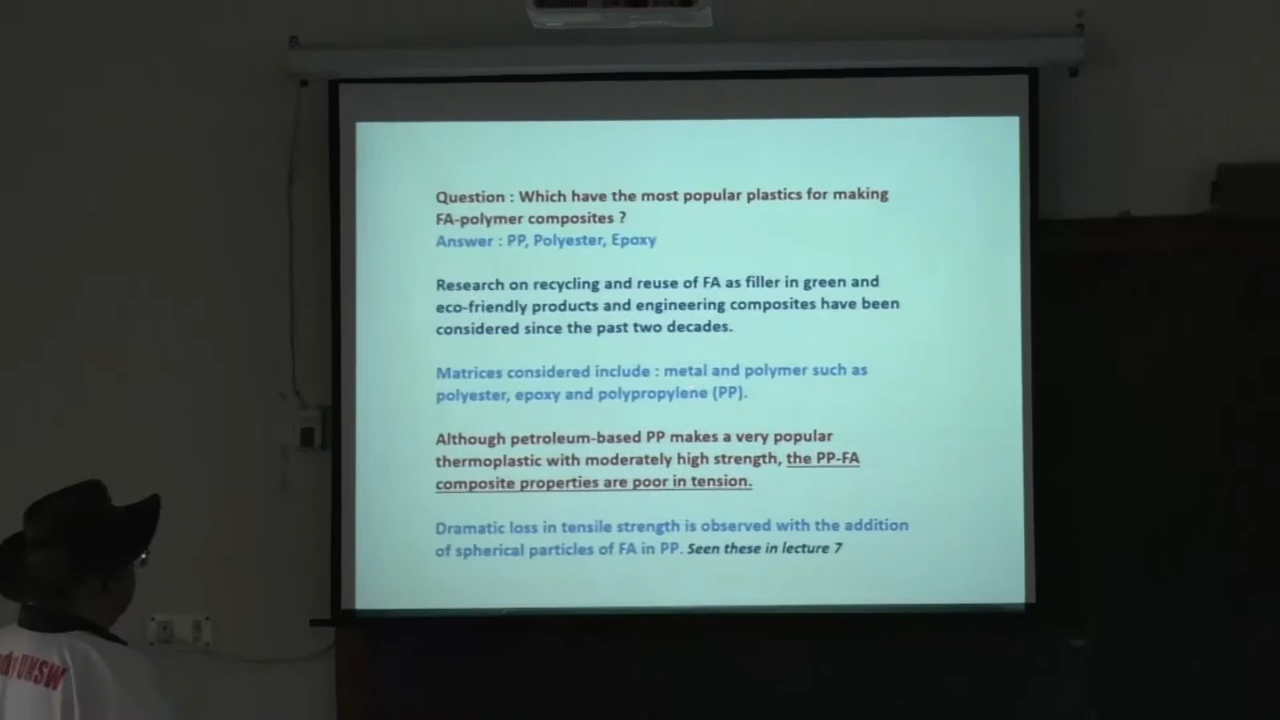 Question : Which have the most popular plastics for making
FA-polymer composites ?
Answer : PP, Polyester, Epoxy
Research on recycling and reuse of FA as filler in green and
eco-friendly products and engineering composites have been
considered since the past two decades.
Matrices considered include : metal and polymer such as
polyester, epoxy and polypropylene (PP).
Although petroleum-based PP makes a very popular
thermoplastic with moderately high strength, the PP-FA
composite properties are poor in tension.
Dramatic loss in tensile strength is observed with the addition
of spherical particles of FA in PP. Seen these in lecture 7
UNSW